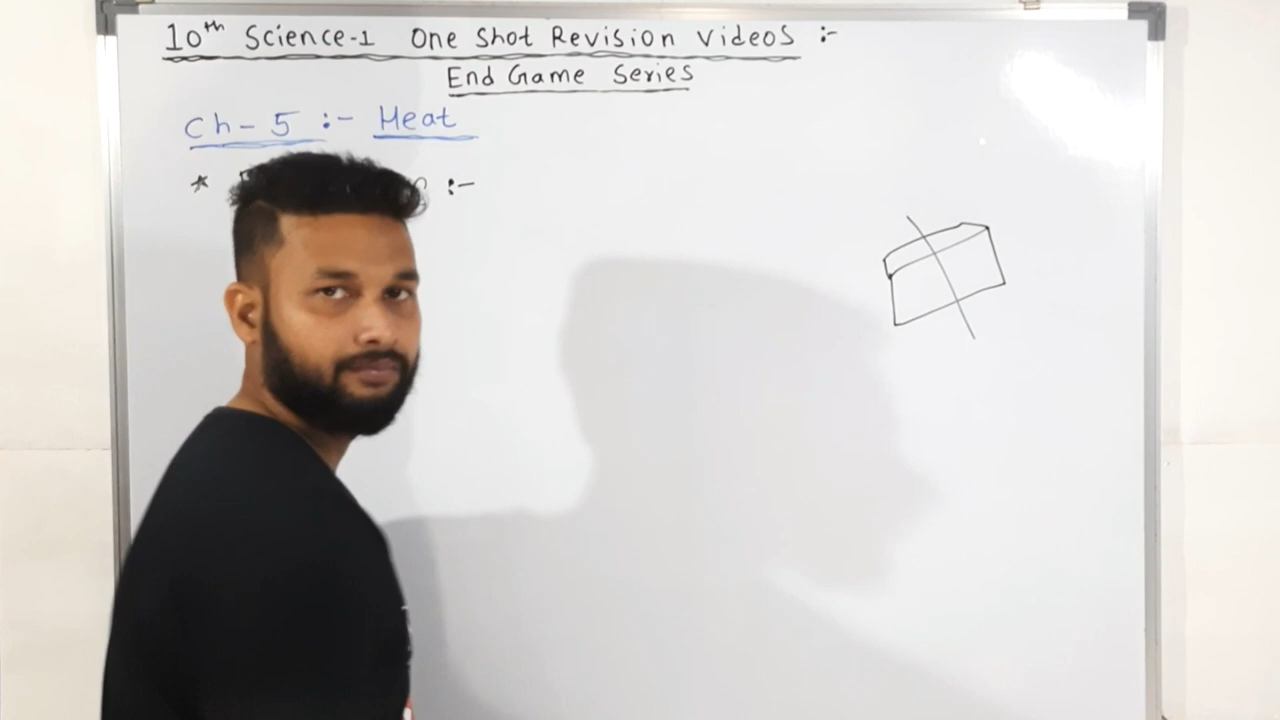 10th Science-1 One Shot Revision Videos :-
End Game Series
Ch-5 :- Heat
* :-